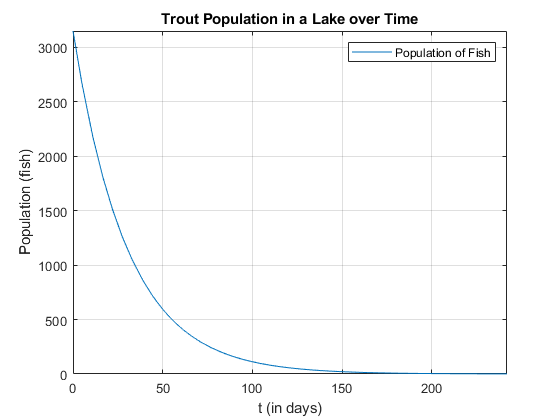 Trout Population in a Lake over Time
Population of Fish
3000
2500
2000
1500
1000
500
0
Population (fish)
0 50 100 150 200
t (in days)